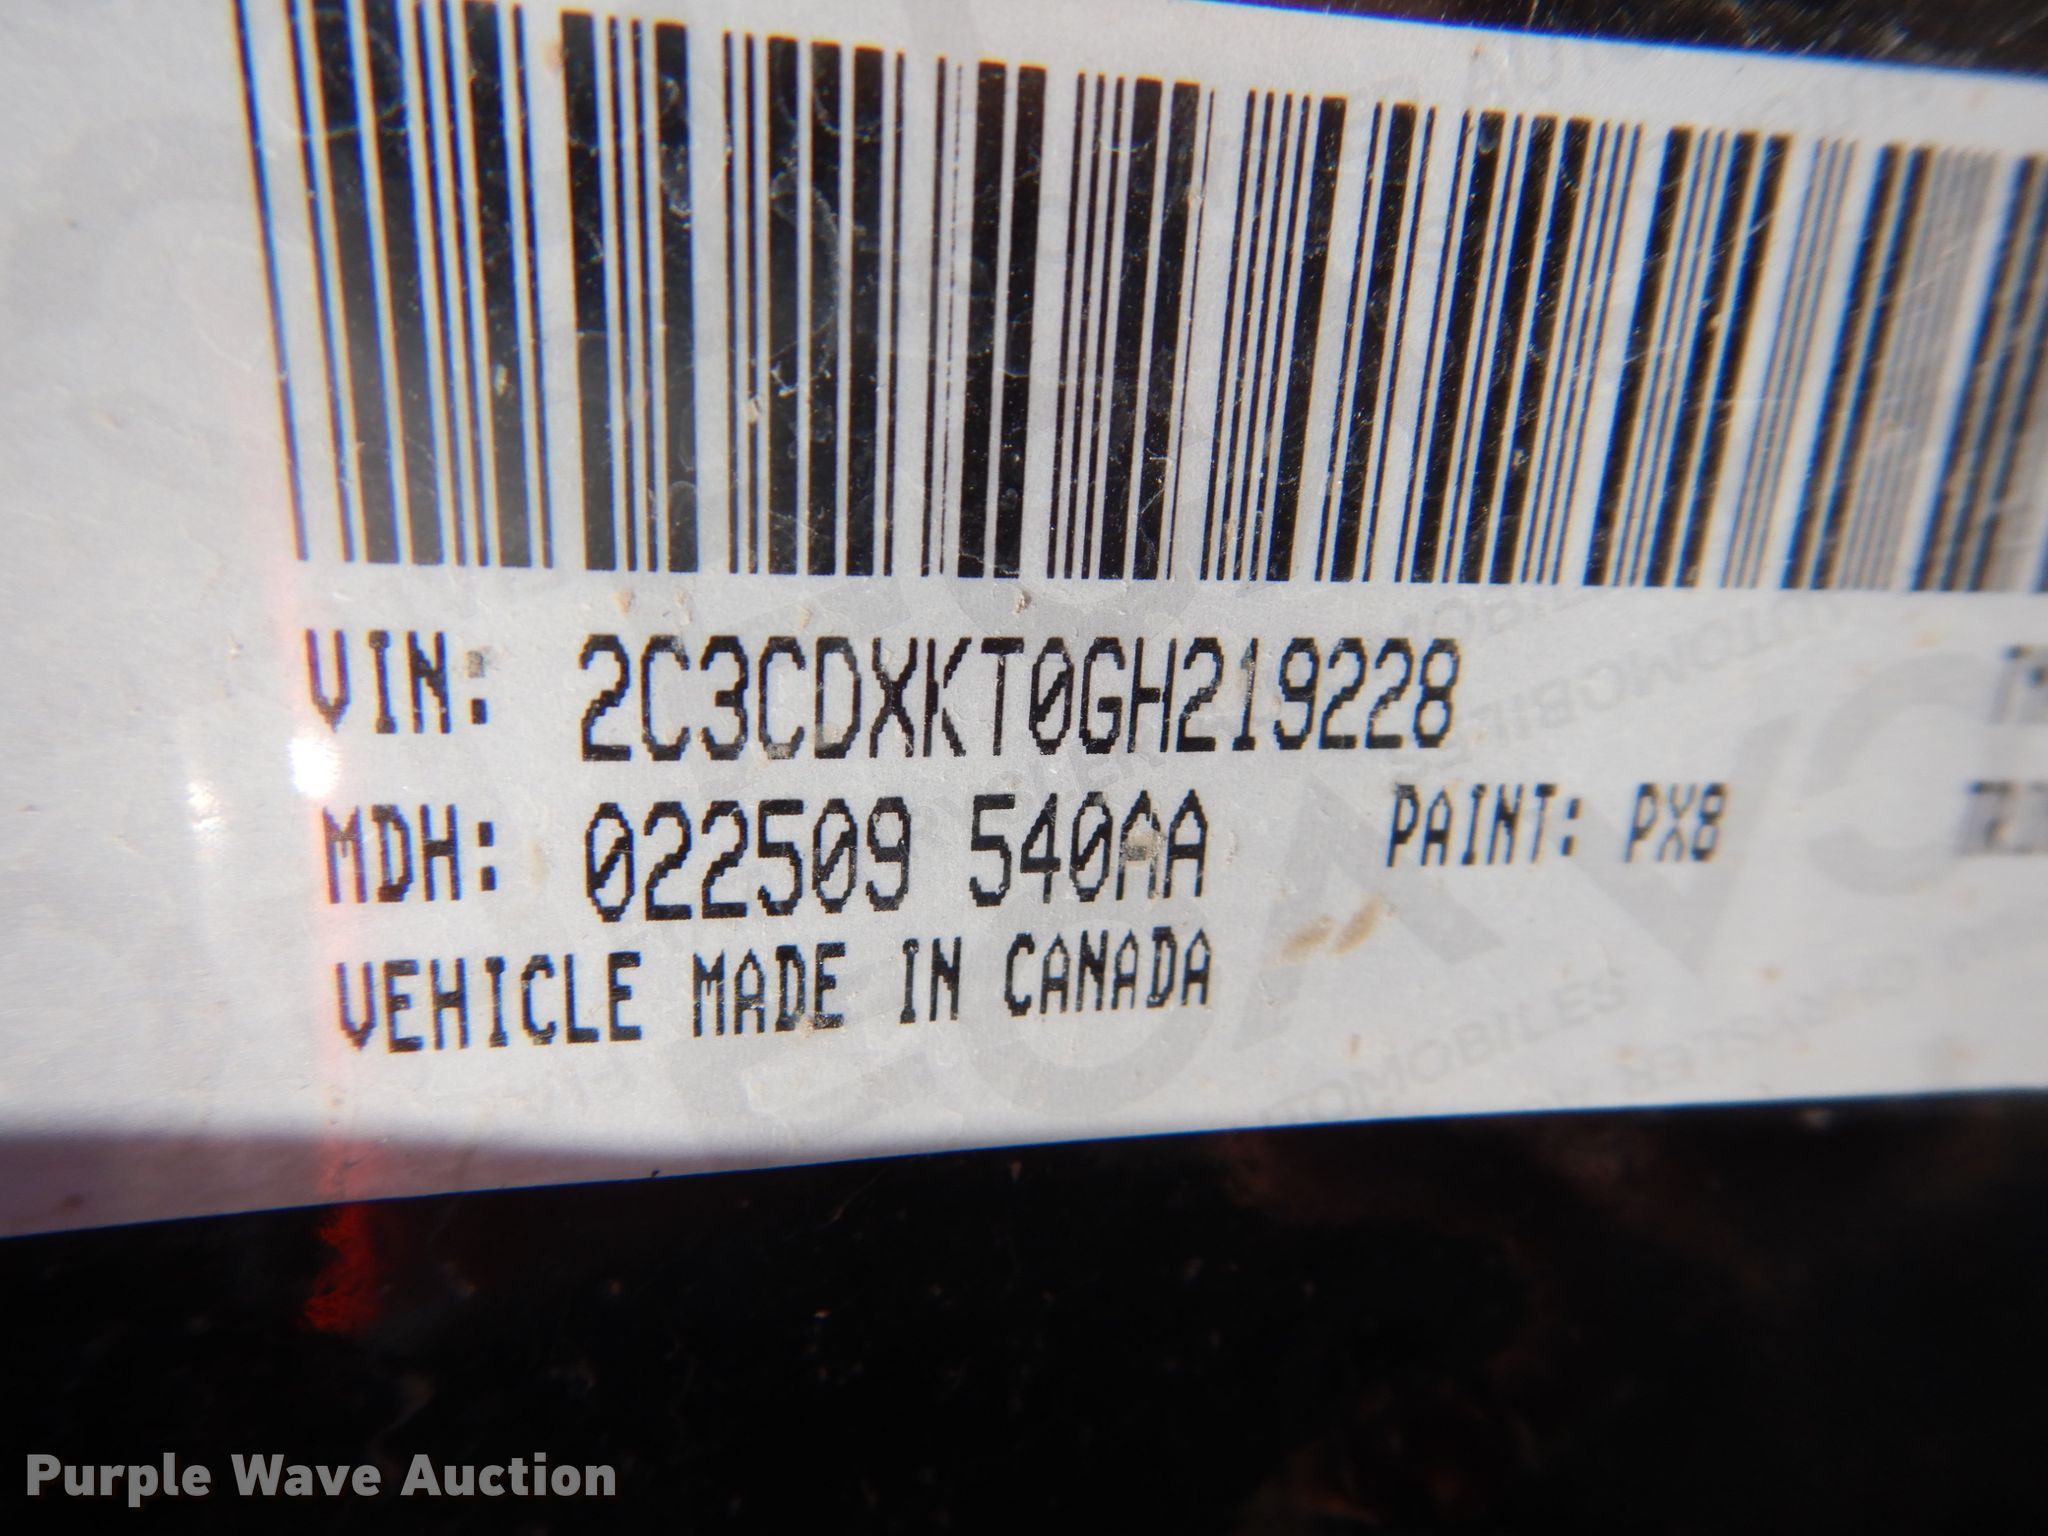 VIN: 2C3CDXKT0GH219228
MDH: 022509 540AA PAINT: PX8
VEHICLE MADE IN CANADA
Purple Wave Auction